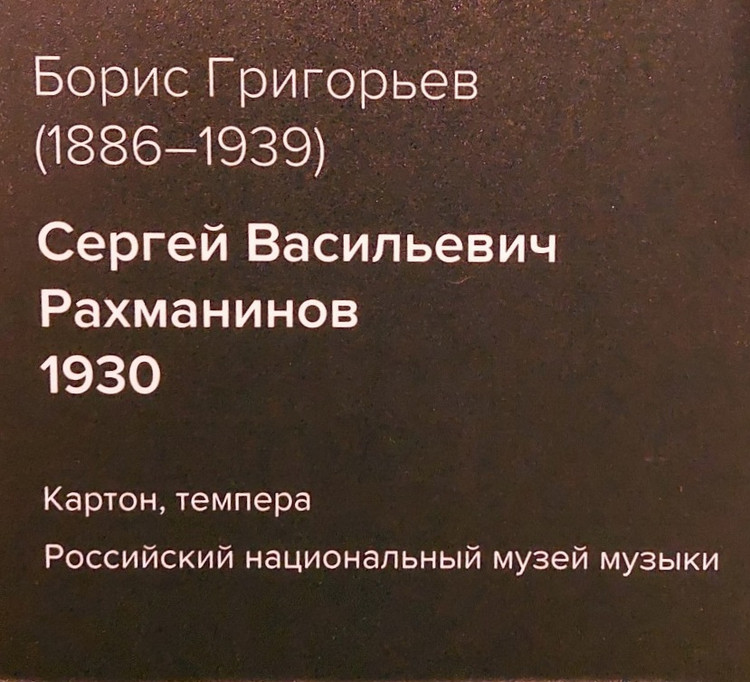 Борис Григорьев
(1886–1939)
Сергей Васильевич
Рахманинов
1930
Картон, темпера
Российский национальный музей музыки